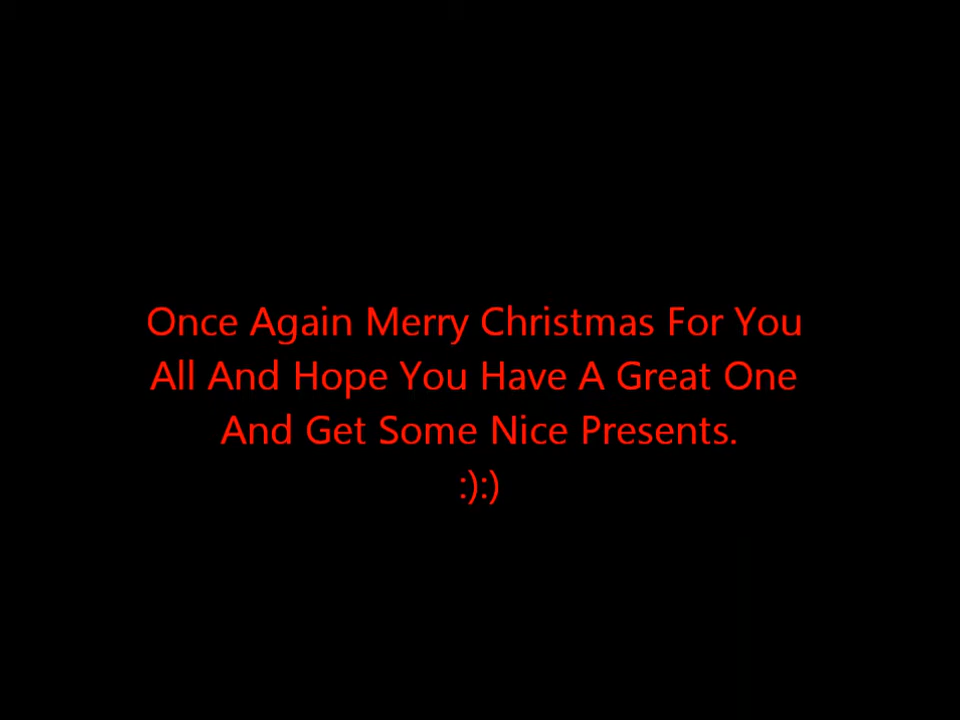 Once Again Merry Christmas For You
All And Hope You Have A Great One
And Get Some Nice Presents.
:):)